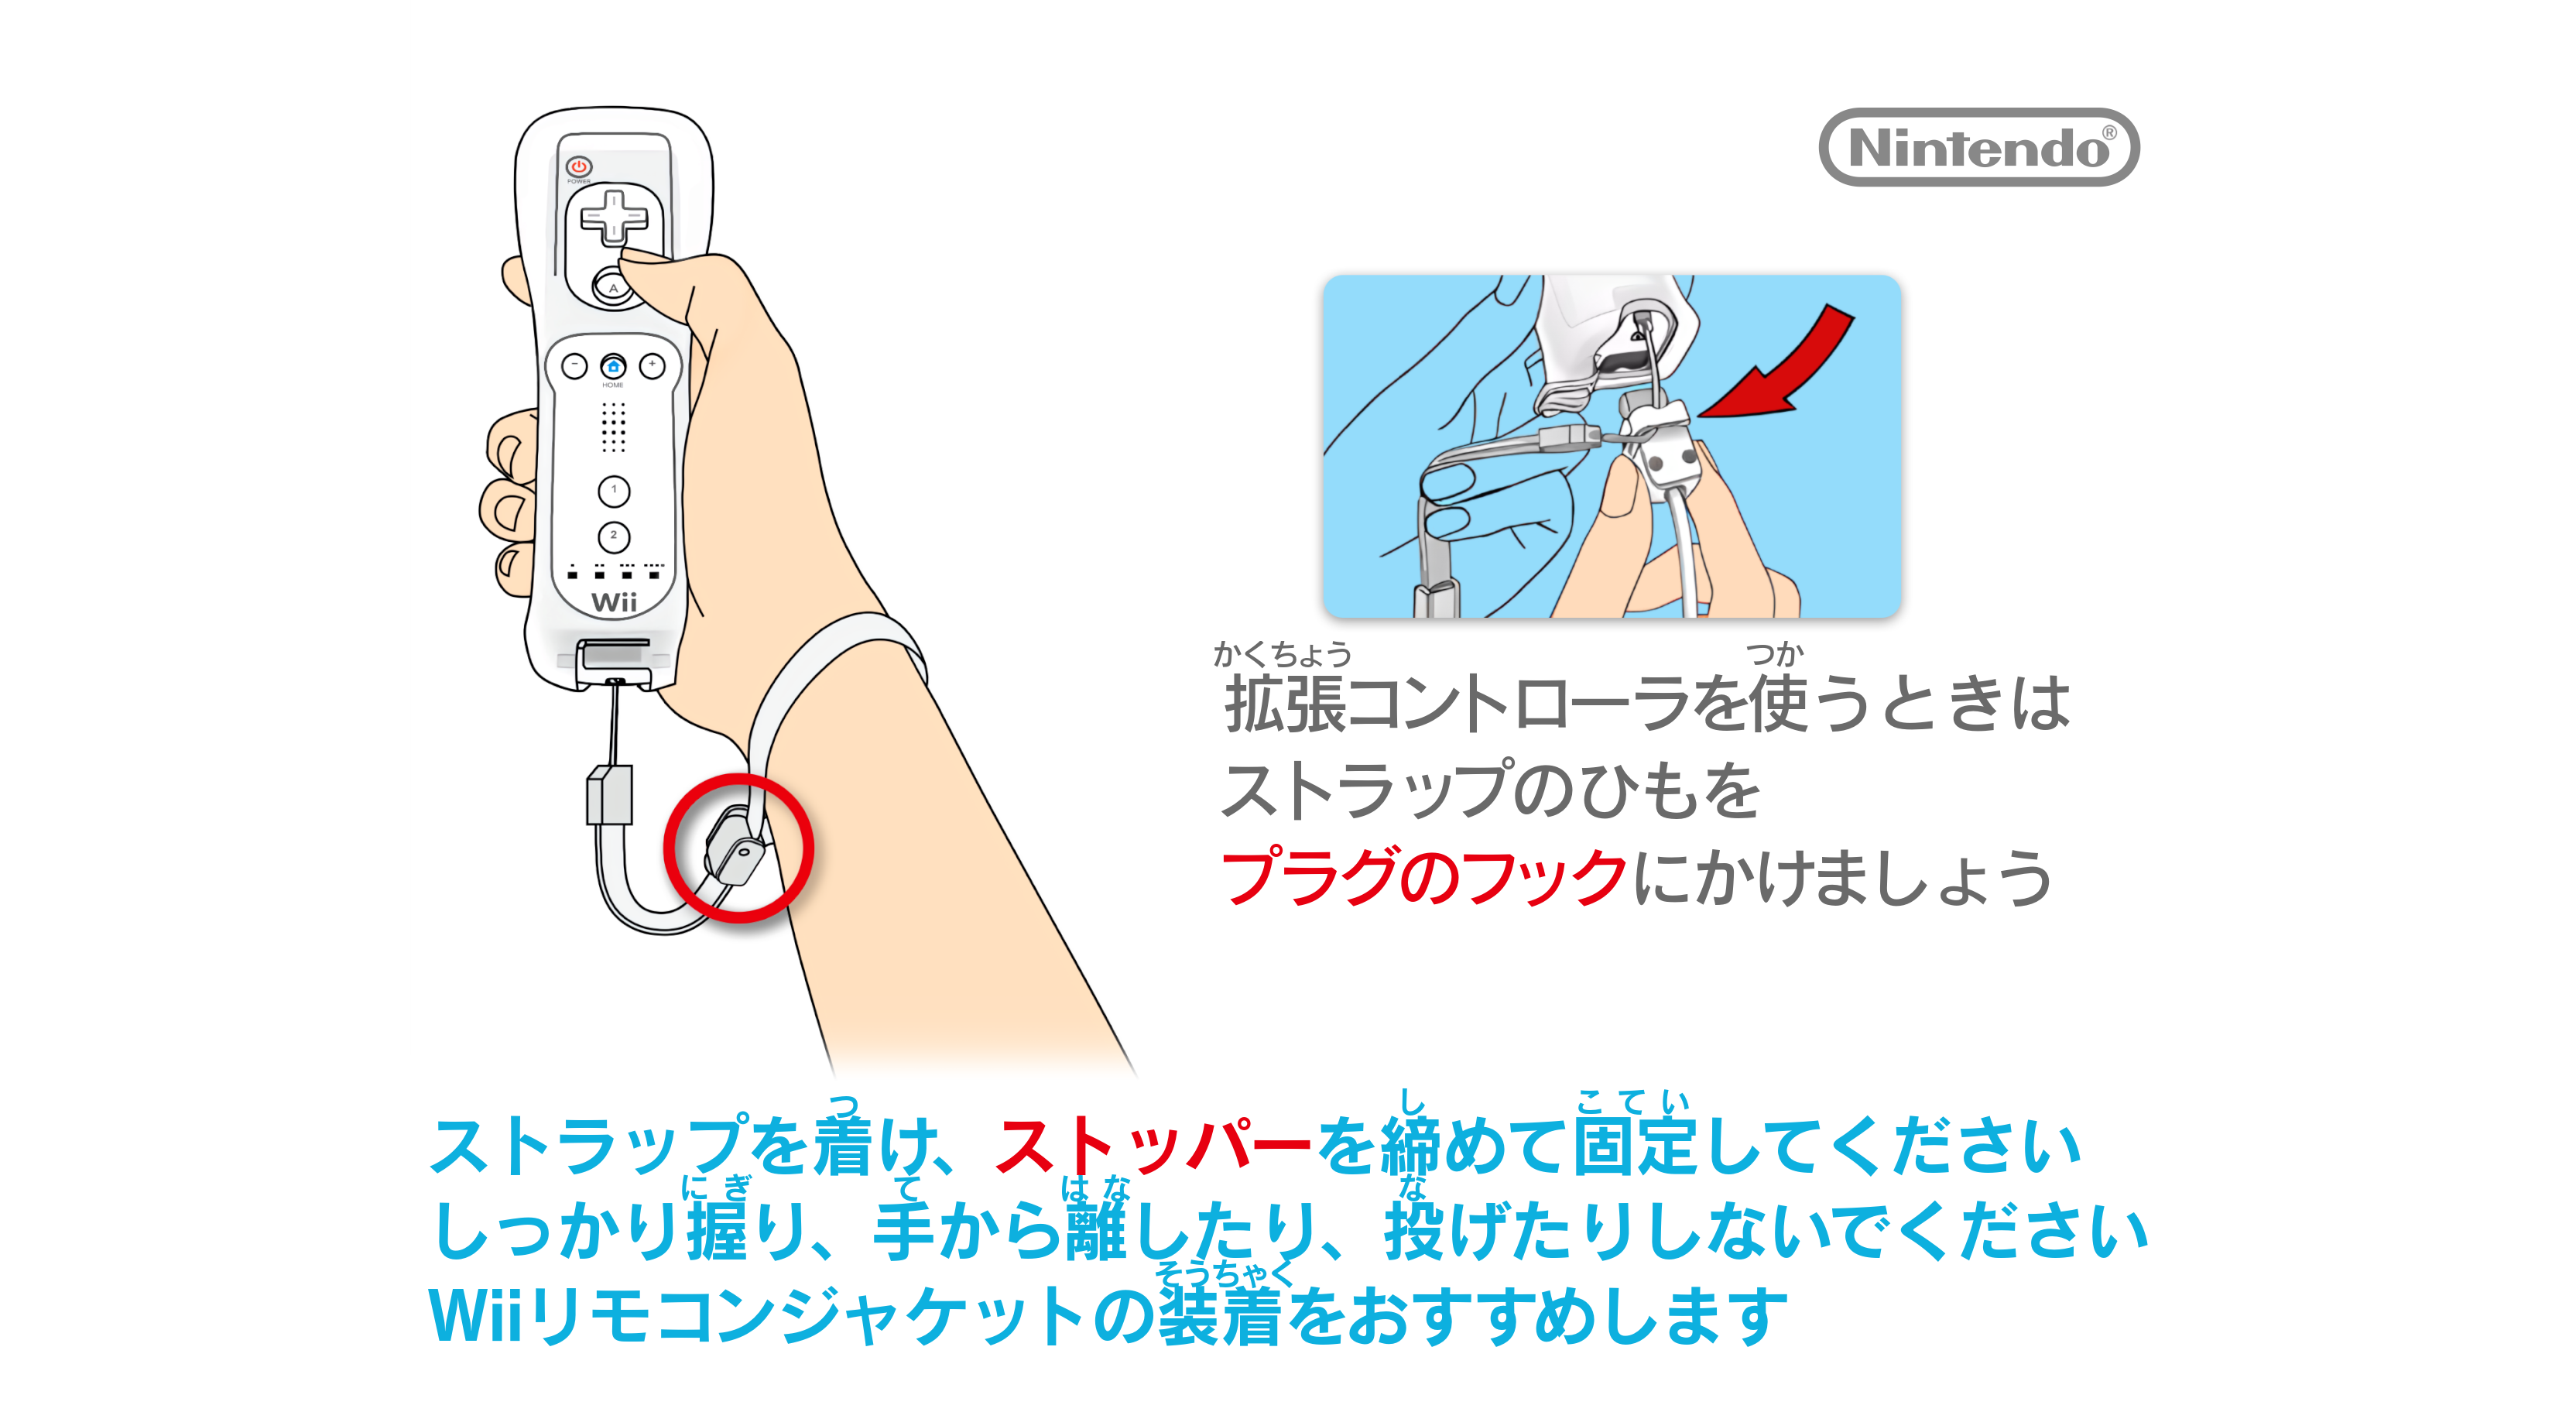 Nintendo®
POWER
A
−
HOME
+
1
2
Wii
かくちょう つか
拡張コントローラを使うときは
ストラップのひもを
プラグのフックにかけましょう
つ し こてい
ストラップを着け、ストッパーを締めて固定してください
にぎ て はな な
しっかり握り、手から離したり、投げたりしないでください
そうちゃく
Wiiリモコンジャケットの装着をおすすめします